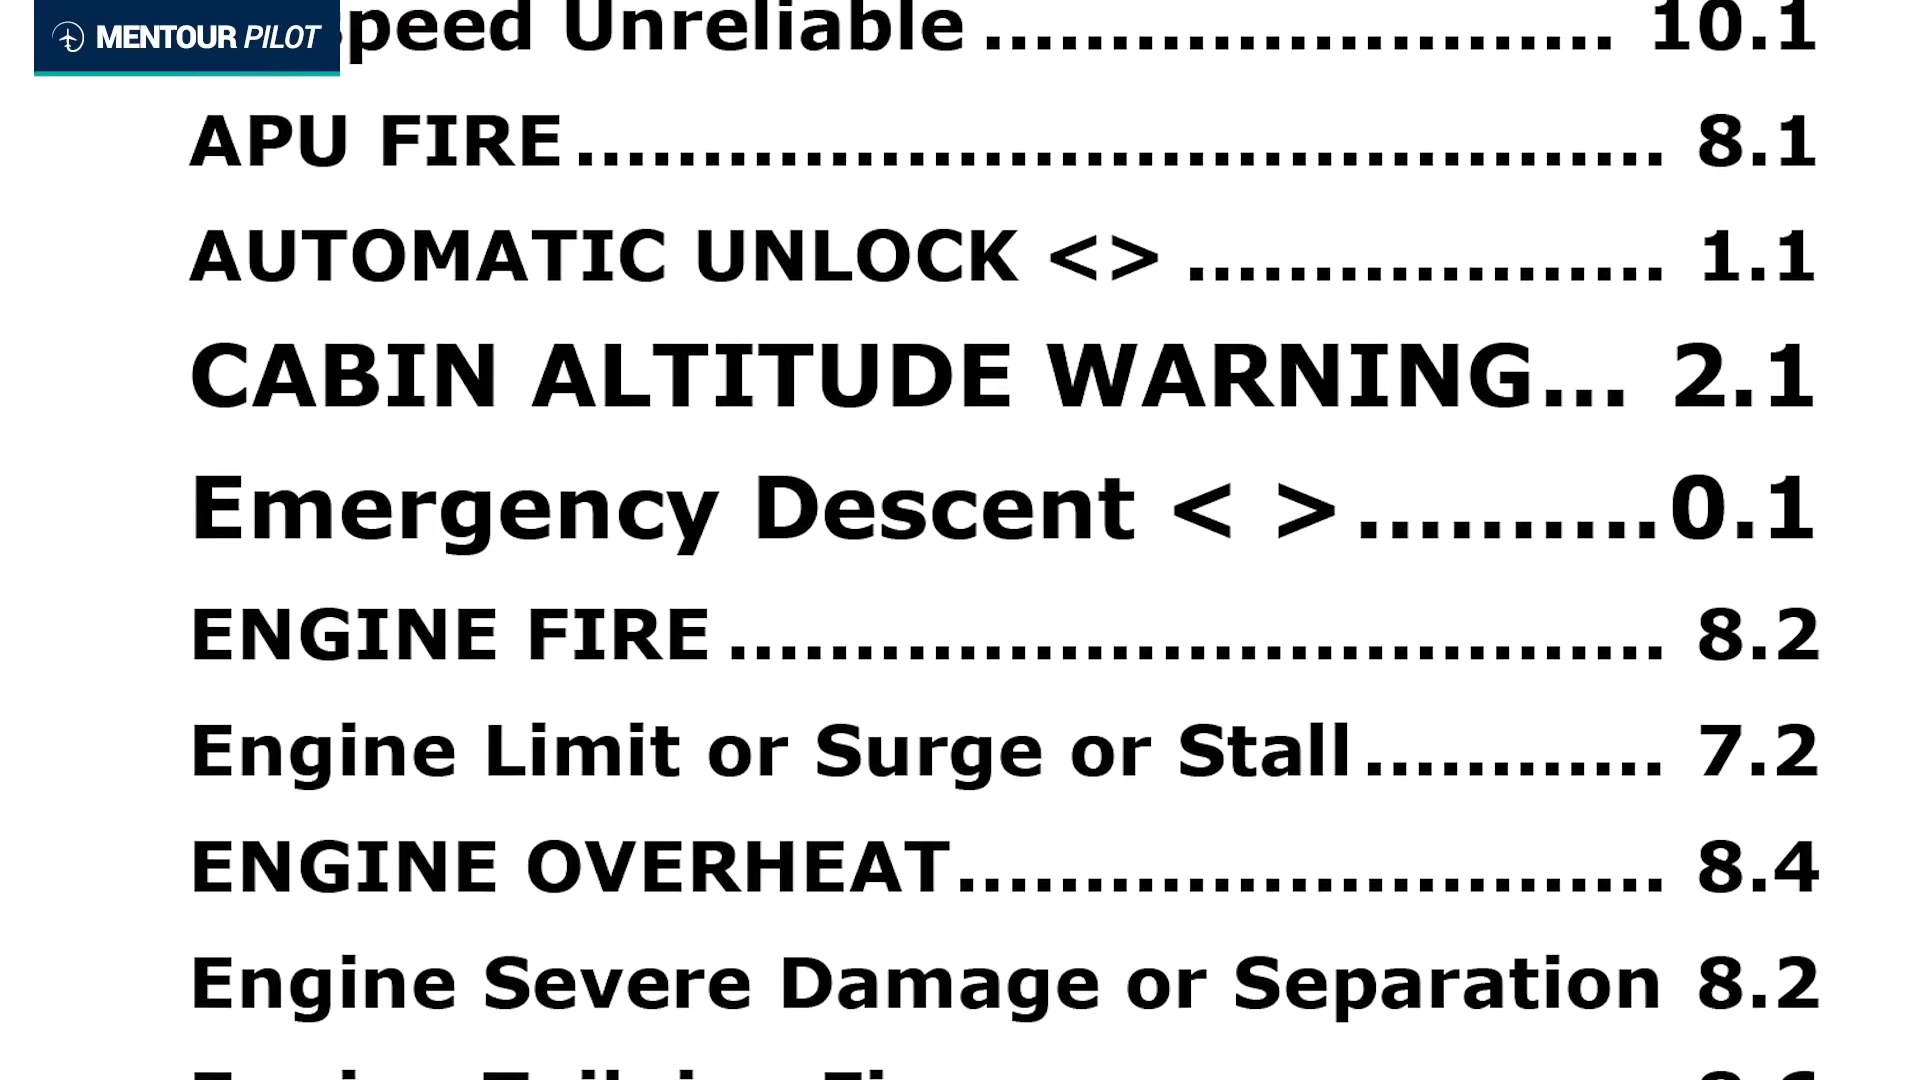 MENTOUR PILOT
speed Unreliable ......................... 10.1
APU FIRE........................................... 8.1
AUTOMATIC UNLOCK <> ................... 1.1
CABIN ALTITUDE WARNING... 2.1
Emergency Descent < >..........0.1
ENGINE FIRE ..................................... 8.2
Engine Limit or Surge or Stall............ 7.2
ENGINE OVERHEAT............................ 8.4
Engine Severe Damage or Separation 8.2